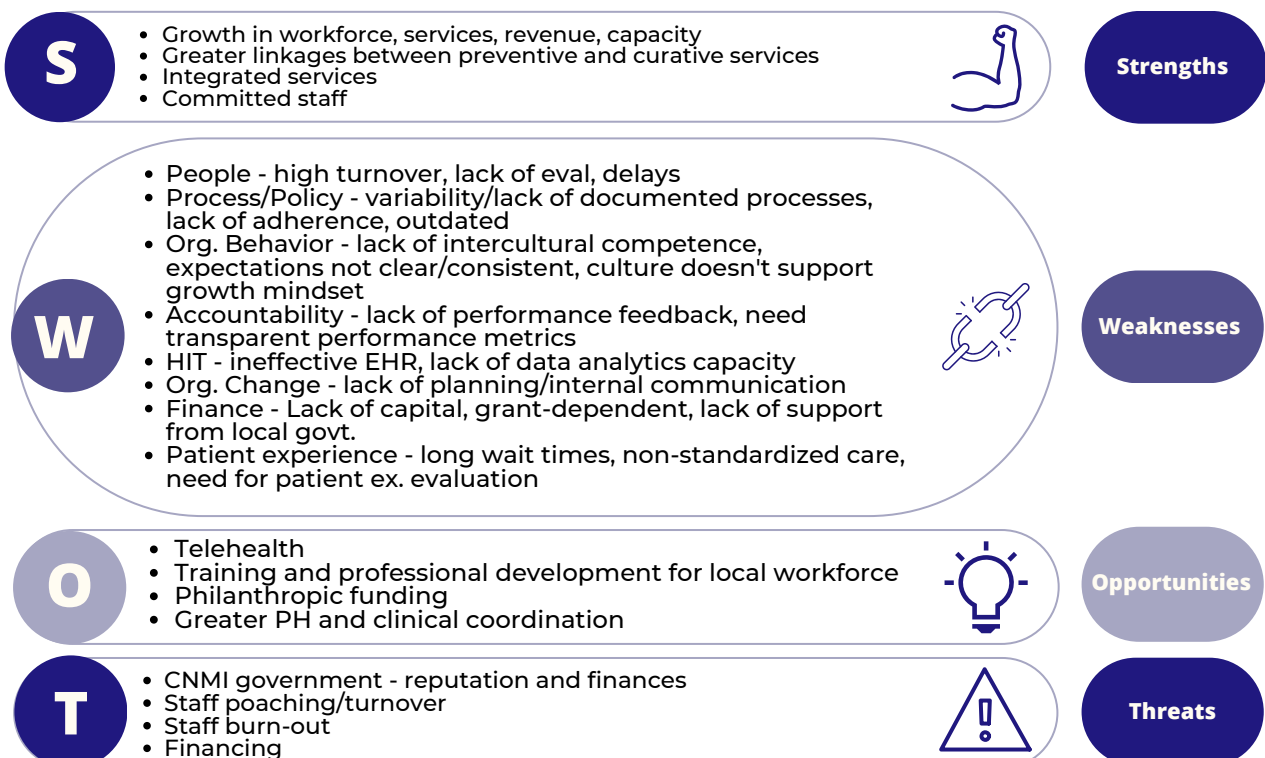 S
• Growth in workforce, services, revenue, capacity
• Greater linkages between preventive and curative services
• Integrated services
• Committed staff
Strengths
W
• People - high turnover, lack of eval, delays
• Process/Policy - variability/lack of documented processes,
lack of adherence, outdated
• Org. Behavior - lack of intercultural competence,
expectations not clear/consistent, culture doesn't support
growth mindset
• Accountability - lack of performance feedback, need
transparent performance metrics
• HIT - ineffective EHR, lack of data analytics capacity
• Org. Change - lack of planning/internal communication
• Finance - Lack of capital, grant-dependent, lack of support
from local govt.
• Patient experience - long wait times, non-standardized care,
need for patient ex. evaluation
Weaknesses
O
• Telehealth
• Training and professional development for local workforce
• Philanthropic funding
• Greater PH and clinical coordination
Opportunities
T
• CNMI government - reputation and finances
• Staff poaching/turnover
• Staff burn-out
• Financing
Threats